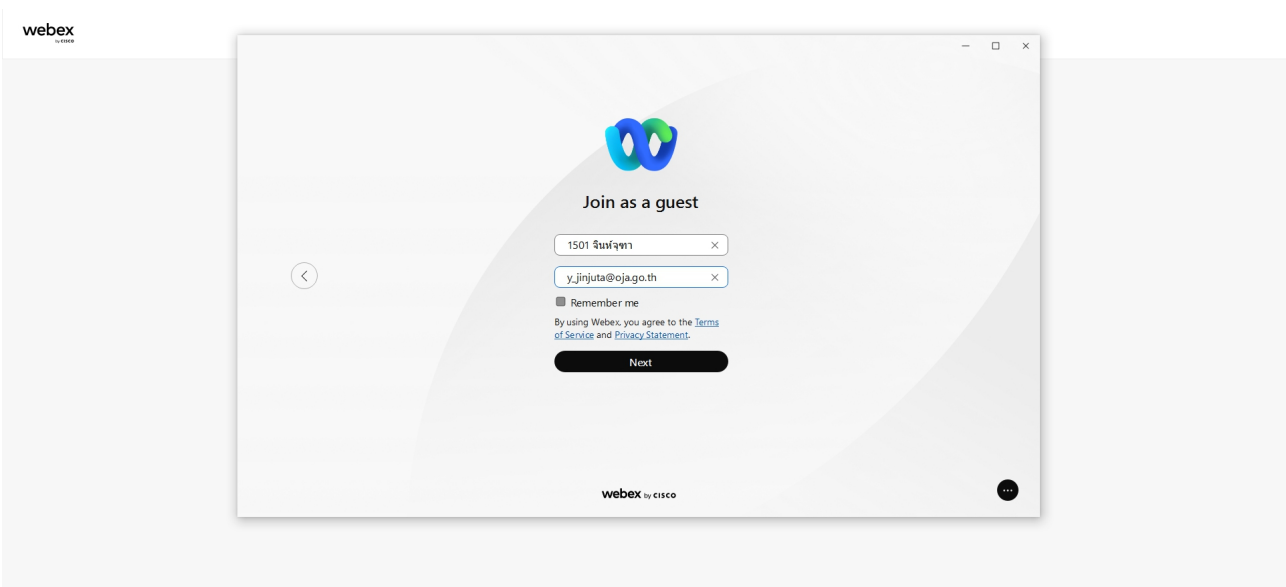 webex
by CISCO
Join as a guest
1501 จินห์จุฑา
y_jinjuta@oja.go.th
Remember me
By using Webex, you agree to the Terms
of Service and Privacy Statement.
Next
webex by CISCO